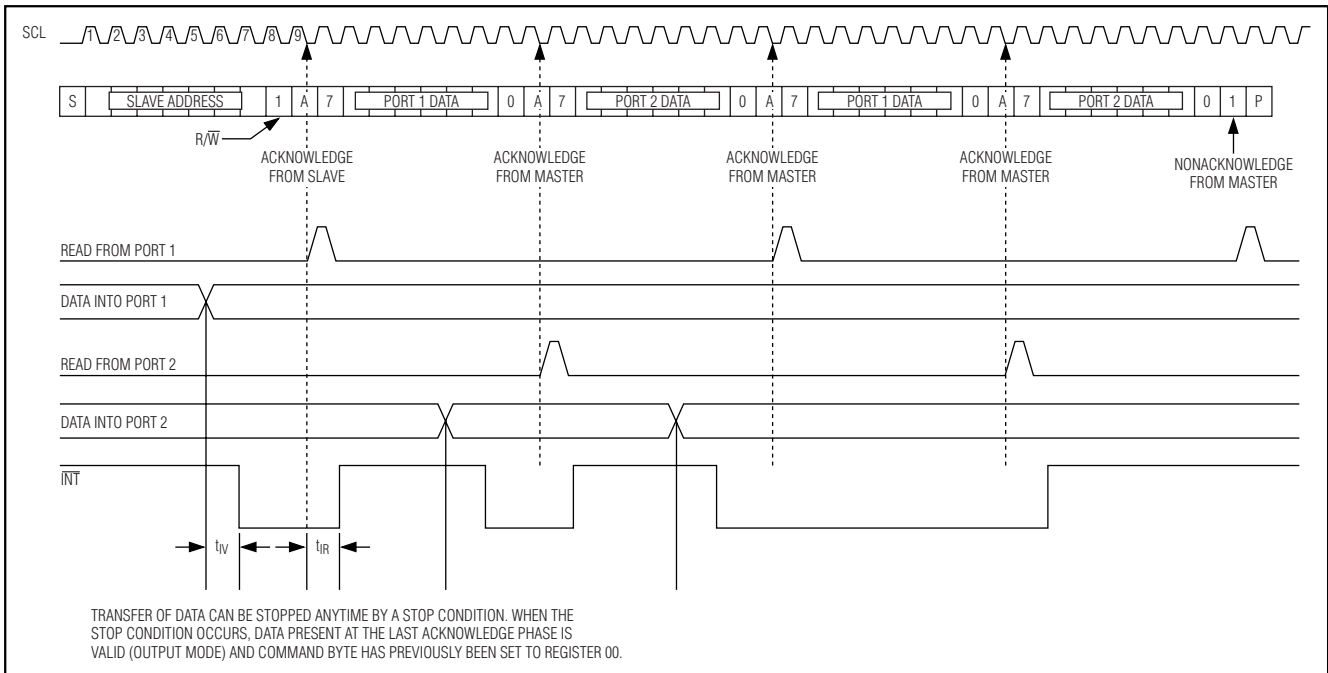 SCL 1 2 3 4 5 6 7 8 9
S SLAVE ADDRESS 1 A 7 PORT 1 DATA 0 A 7 PORT 2 DATA 0 A 7 PORT 1 DATA 0 A 7 PORT 2 DATA 0 1 P
R/W̅
ACKNOWLEDGE
FROM SLAVE
ACKNOWLEDGE
FROM MASTER
ACKNOWLEDGE
FROM MASTER
ACKNOWLEDGE
FROM MASTER
NONACKNOWLEDGE
FROM MASTER
READ FROM PORT 1
DATA INTO PORT 1
READ FROM PORT 2
DATA INTO PORT 2
I̅N̅T̅
tIV tIR
TRANSFER OF DATA CAN BE STOPPED ANYTIME BY A STOP CONDITION. WHEN THE
STOP CONDITION OCCURS, DATA PRESENT AT THE LAST ACKNOWLEDGE PHASE IS
VALID (OUTPUT MODE) AND COMMAND BYTE HAS PREVIOUSLY BEEN SET TO REGISTER 00.